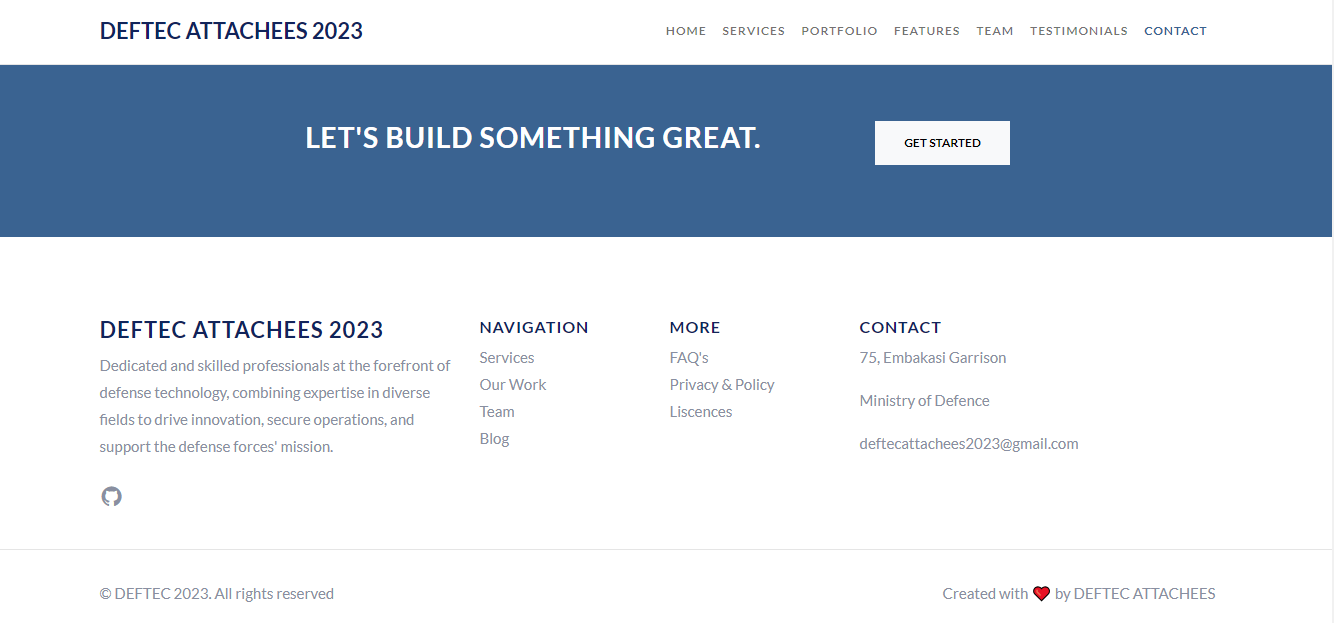 DEFTEC ATTACHEES 2023
HOME SERVICES PORTFOLIO FEATURES TEAM TESTIMONIALS CONTACT
LET'S BUILD SOMETHING GREAT.
GET STARTED
DEFTEC ATTACHEES 2023
Dedicated and skilled professionals at the forefront of
defense technology, combining expertise in diverse
fields to drive innovation, secure operations, and
support the defense forces' mission.
NAVIGATION
Services
Our Work
Team
Blog
MORE
FAQ's
Privacy & Policy
Liscences
CONTACT
75, Embakasi Garrison
Ministry of Defence
deftecattachees2023@gmail.com
© DEFTEC 2023. All rights reserved
Created with ❤ by DEFTEC ATTACHEES